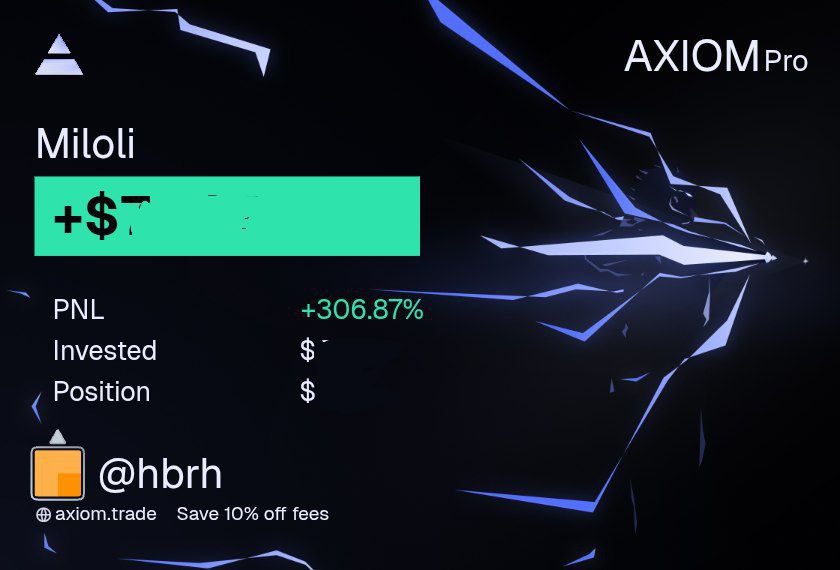 AXIOM Pro
Miloli
+$7
PNL +306.87%
Invested $
Position $
@hbrh
axiom.trade Save 10% off fees